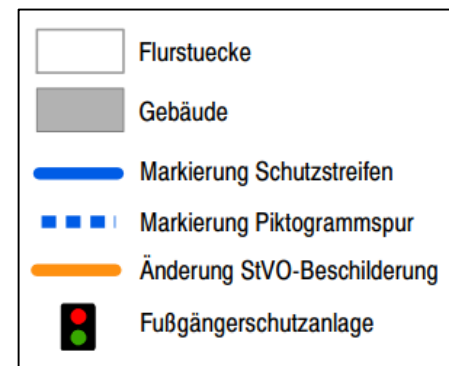 Flurstuecke
Gebäude
Markierung Schutzstreifen
Markierung Piktogrammspur
Änderung StVO-Beschilderung
Fußgängerschutzanlage